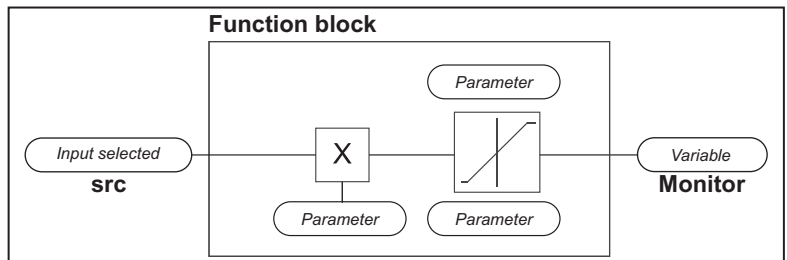 Function block
Parameter
Input selected
X
Variable
src
Monitor
Parameter
Parameter